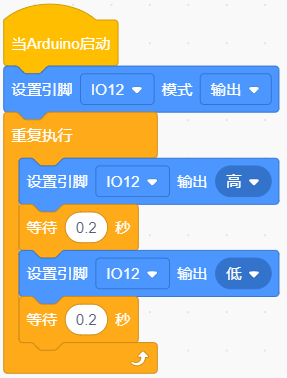 当Arduino启动
设置引脚 IO12 模式 输出
重复执行
设置引脚 IO12 输出 高
等待 0.2 秒
设置引脚 IO12 输出 低
等待 0.2 秒